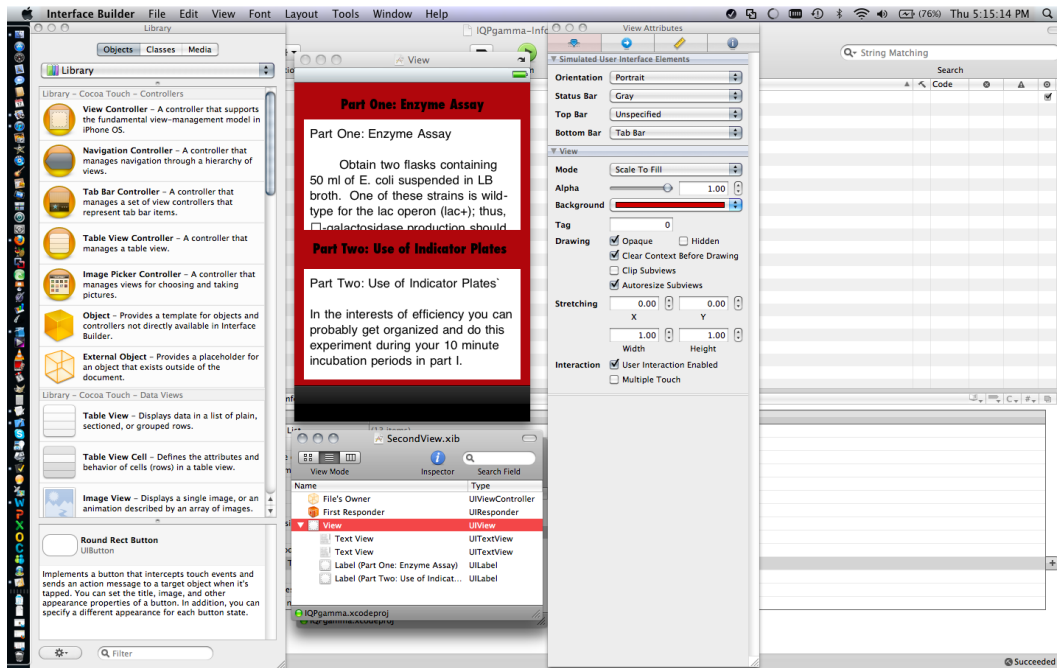 Interface Builder File Edit View Font Layout Tools Window Help
(76%) Thu 5:15:14 PM
Library
Objects Classes Media
Library
Library – Cocoa Touch – Controllers
View Controller – A controller that supports
the fundamental view-management model in
iPhone OS.
Navigation Controller – A controller that
manages navigation through a hierarchy of
views.
Tab Bar Controller – A controller that
manages a set of view controllers that
represent tab bar items.
Table View Controller – A controller that
manages a table view.
Image Picker Controller – A controller that
manages views for choosing and taking
pictures.
Object – Provides a template for objects and
controllers not directly available in Interface
Builder.
External Object – Provides a placeholder for
an object that exists outside of the
document.
Library – Cocoa Touch – Data Views
Table View – Displays data in a list of plain,
sectioned, or grouped rows.
Table View Cell – Defines the attributes and
behavior of cells (rows) in a table view.
Image View – Displays a single image, or an
animation described by an array of images.
Round Rect Button
UIButton
Implements a button that intercepts touch events and
sends an action message to a target object when it's
tapped. You can set the title, image, and other
appearance properties of a button. In addition, you can
specify a different appearance for each button state.
Filter
View
Part One: Enzyme Assay
Part One: Enzyme Assay
Obtain two flasks containing
50 ml of E. coli suspended in LB
broth. One of these strains is wild-
type for the lac operon (lac+); thus,
□-galactosidase production should
Part Two: Use of Indicator Plates
Part Two: Use of Indicator Plates`
In the interests of efficiency you can
probably get organized and do this
experiment during your 10 minute
incubation periods in part I.
SecondView.xib
View Mode Inspector Search Field
Name Type
File's Owner UIViewController
First Responder UIResponder
View UIView
Text View UITextView
Text View UITextView
Label (Part One: Enzyme Assay) UILabel
Label (Part Two: Use of Indicat... UILabel
IQPgamma.xcodeproj
IQPgamma.xcodeproj
IQPgamma-Info
View Attributes
Simulated User Interface Elements
Orientation Portrait
Status Bar Gray
Top Bar Unspecified
Bottom Bar Tab Bar
View
Mode Scale To Fill
Alpha 1.00
Background
Tag 0
Drawing Opaque Hidden
Clear Context Before Drawing
Clip Subviews
Autoresize Subviews
Stretching 0.00 0.00
X Y
1.00 1.00
Width Height
Interaction User Interaction Enabled
Multiple Touch
String Matching
Search
Code
Succeeded